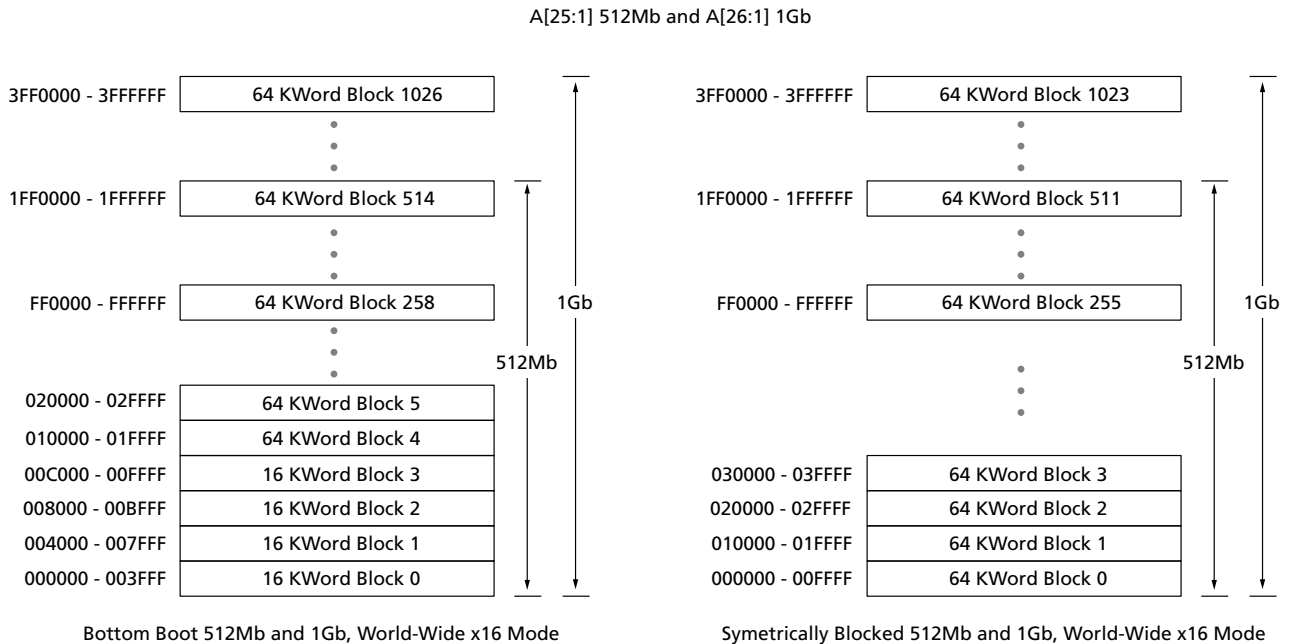 A[25:1] 512Mb and A[26:1] 1Gb
3FF0000 - 3FFFFFF 64 KWord Block 1026
1FF0000 - 1FFFFFF 64 KWord Block 514
FF0000 - FFFFFF 64 KWord Block 258
1Gb
512Mb
020000 - 02FFFF 64 KWord Block 5
010000 - 01FFFF 64 KWord Block 4
00C000 - 00FFFF 16 KWord Block 3
008000 - 00BFFF 16 KWord Block 2
004000 - 007FFF 16 KWord Block 1
000000 - 003FFF 16 KWord Block 0
Bottom Boot 512Mb and 1Gb, World-Wide x16 Mode
3FF0000 - 3FFFFFF 64 KWord Block 1023
1FF0000 - 1FFFFFF 64 KWord Block 511
FF0000 - FFFFFF 64 KWord Block 255
1Gb
512Mb
030000 - 03FFFF 64 KWord Block 3
020000 - 02FFFF 64 KWord Block 2
010000 - 01FFFF 64 KWord Block 1
000000 - 00FFFF 64 KWord Block 0
Symetrically Blocked 512Mb and 1Gb, World-Wide x16 Mode